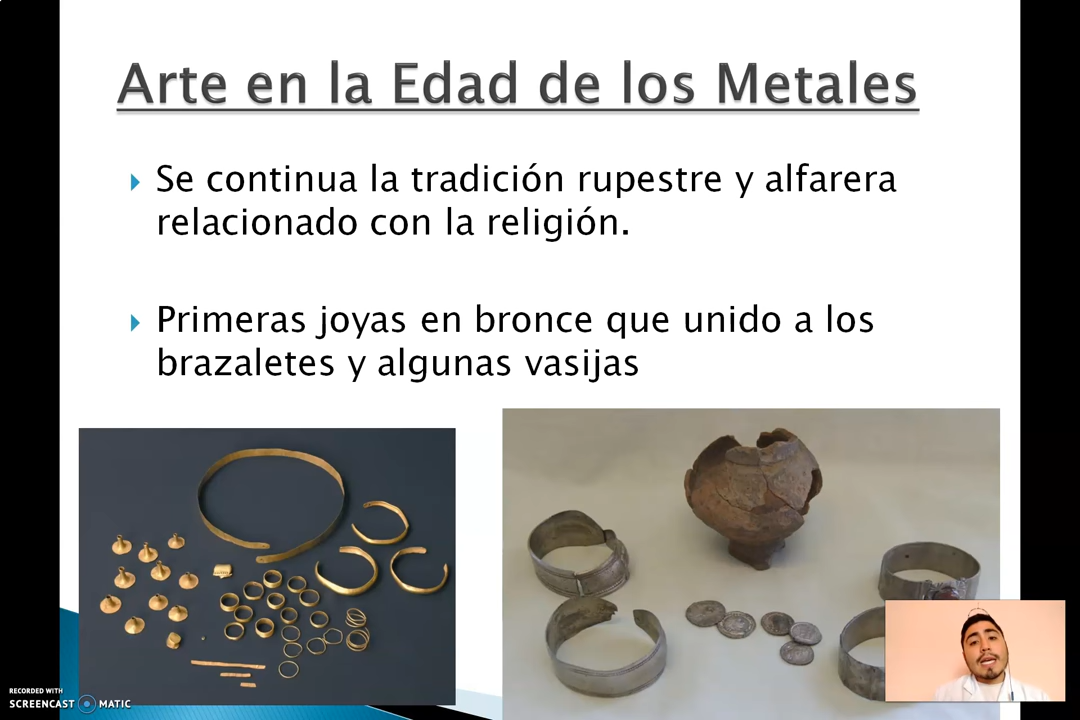 Arte en la Edad de los Metales
Se continua la tradición rupestre y alfarera
relacionado con la religión.
Primeras joyas en bronce que unido a los
brazaletes y algunas vasijas
RECORDED WITH
SCREENCAST MATIC